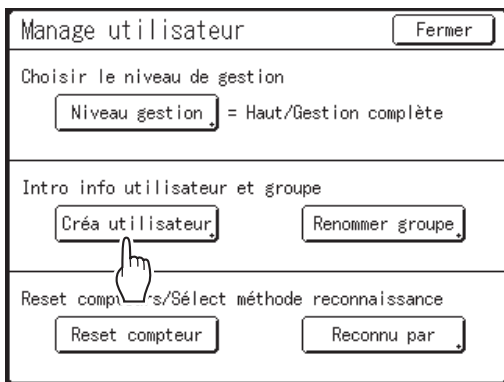 Manage utilisateur Fermer
Choisir le niveau de gestion
Niveau gestion = Haut/Gestion complète
Intro info utilisateur et groupe
Créa utilisateur Renommer groupe
Reset comp rs/Sélect méthode reconnaissance
Reset compteur Reconnu par